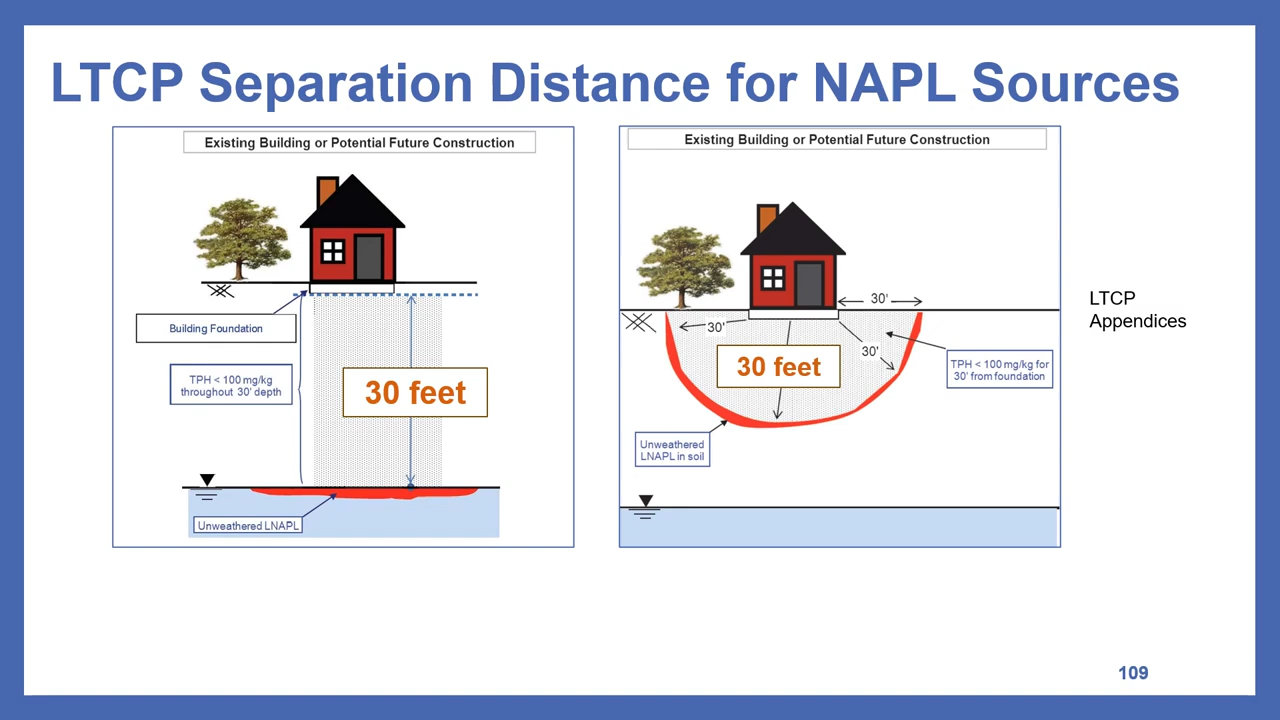 LTCP Separation Distance for NAPL Sources
Existing Building or Potential Future Construction
Building Foundation
TPH < 100 mg/kg
throughout 30' depth
30 feet
Unweathered LNAPL
Existing Building or Potential Future Construction
30'
30'
30'
30 feet
TPH < 100 mg/kg for
30' from foundation
Unweathered
LNAPL in soil
LTCP
Appendices
109